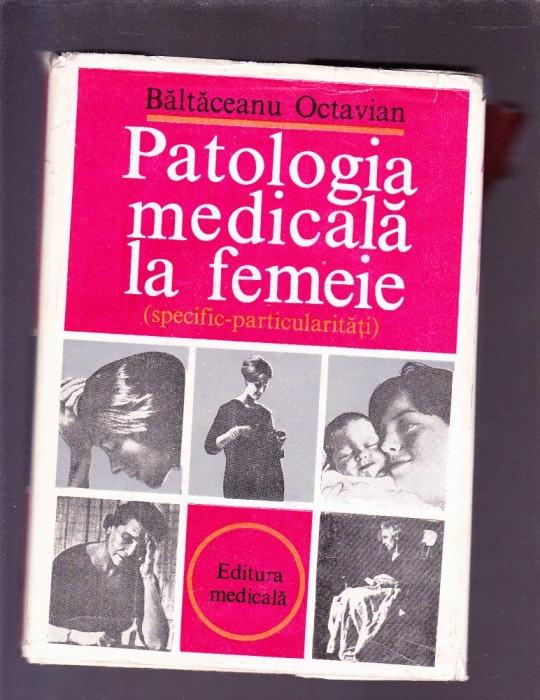 Băltăceanu Octavian
Patologia
medicală
la femeie
(specific-particularități)
Editura
medicală